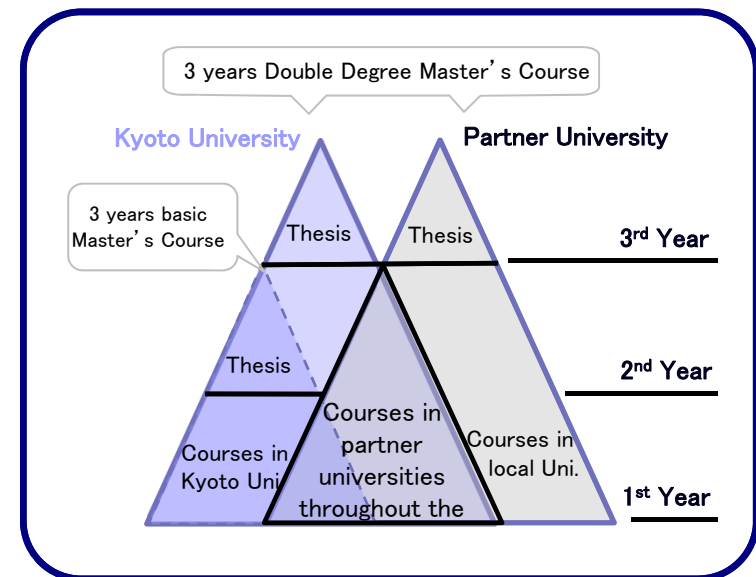 3 years Double Degree Master's Course
Kyoto University
Partner University
3 years basic
Master's Course
Thesis
Thesis
3rd Year
Thesis
2nd Year
Courses in
Kyoto Uni.
Courses in
partner
universities
throughout the
Courses in
local Uni.
1st Year